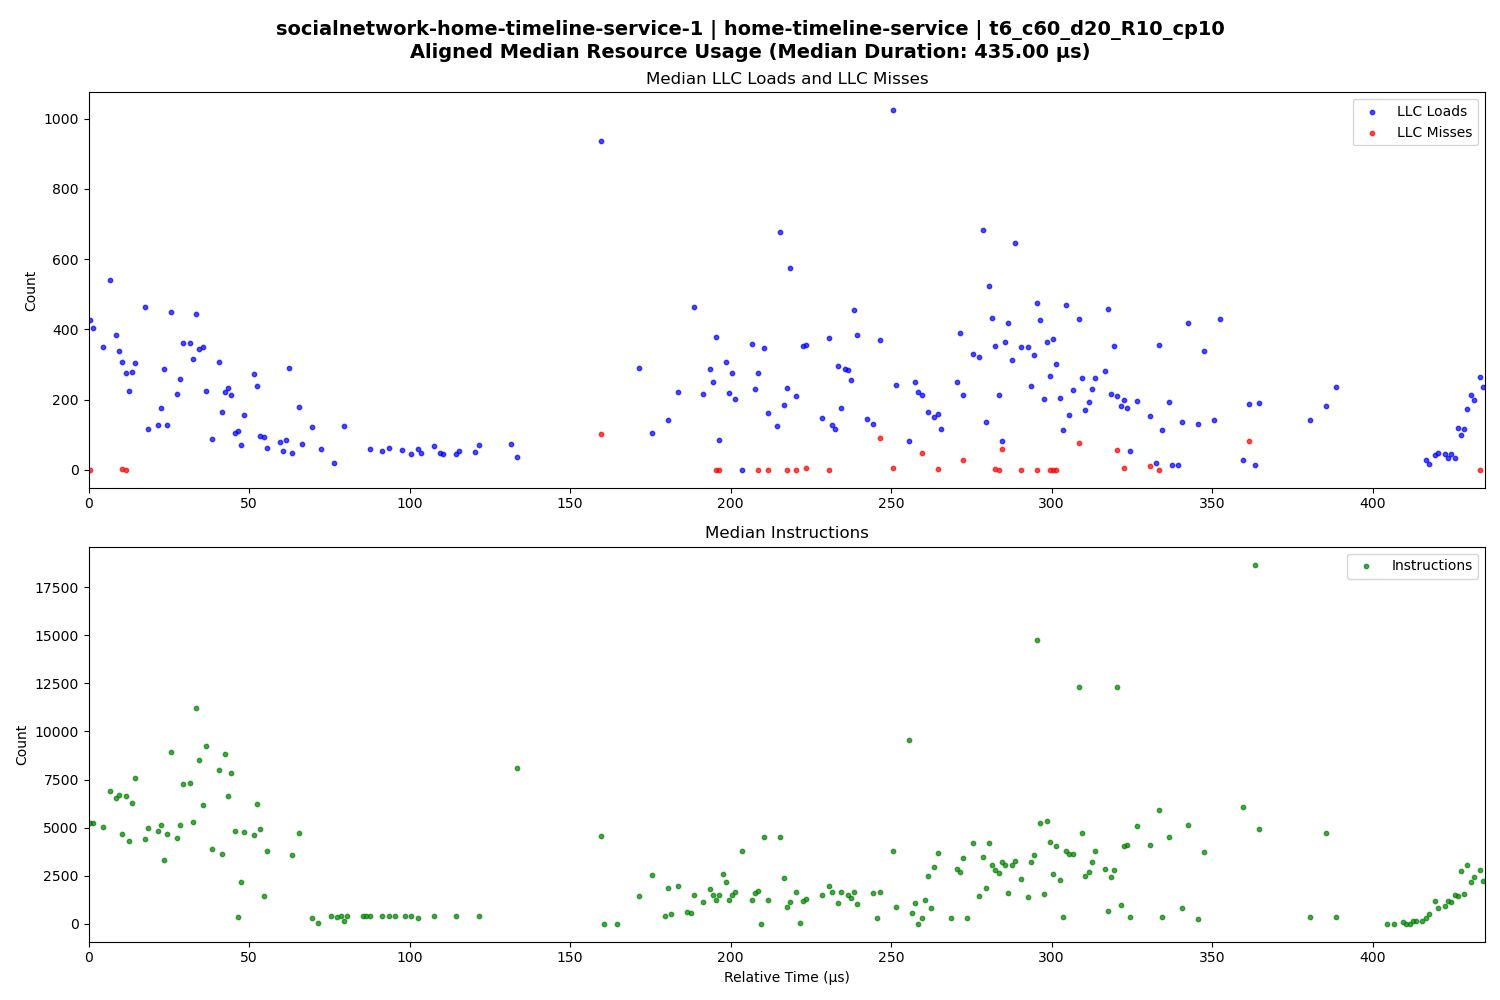 socialnetwork-home-timeline-service-1 | home-timeline-service | t6_c60_d20_R10_cp10
Aligned Median Resource Usage (Median Duration: 435.00 µs)
Median LLC Loads and LLC Misses
LLC Loads
LLC Misses
Count
1000
800
600
400
200
0
0 50 100 150 200 250 300 350 400
Median Instructions
Instructions
Count
17500
15000
12500
10000
7500
5000
2500
0
0 50 100 150 200 250 300 350 400
Relative Time (µs)